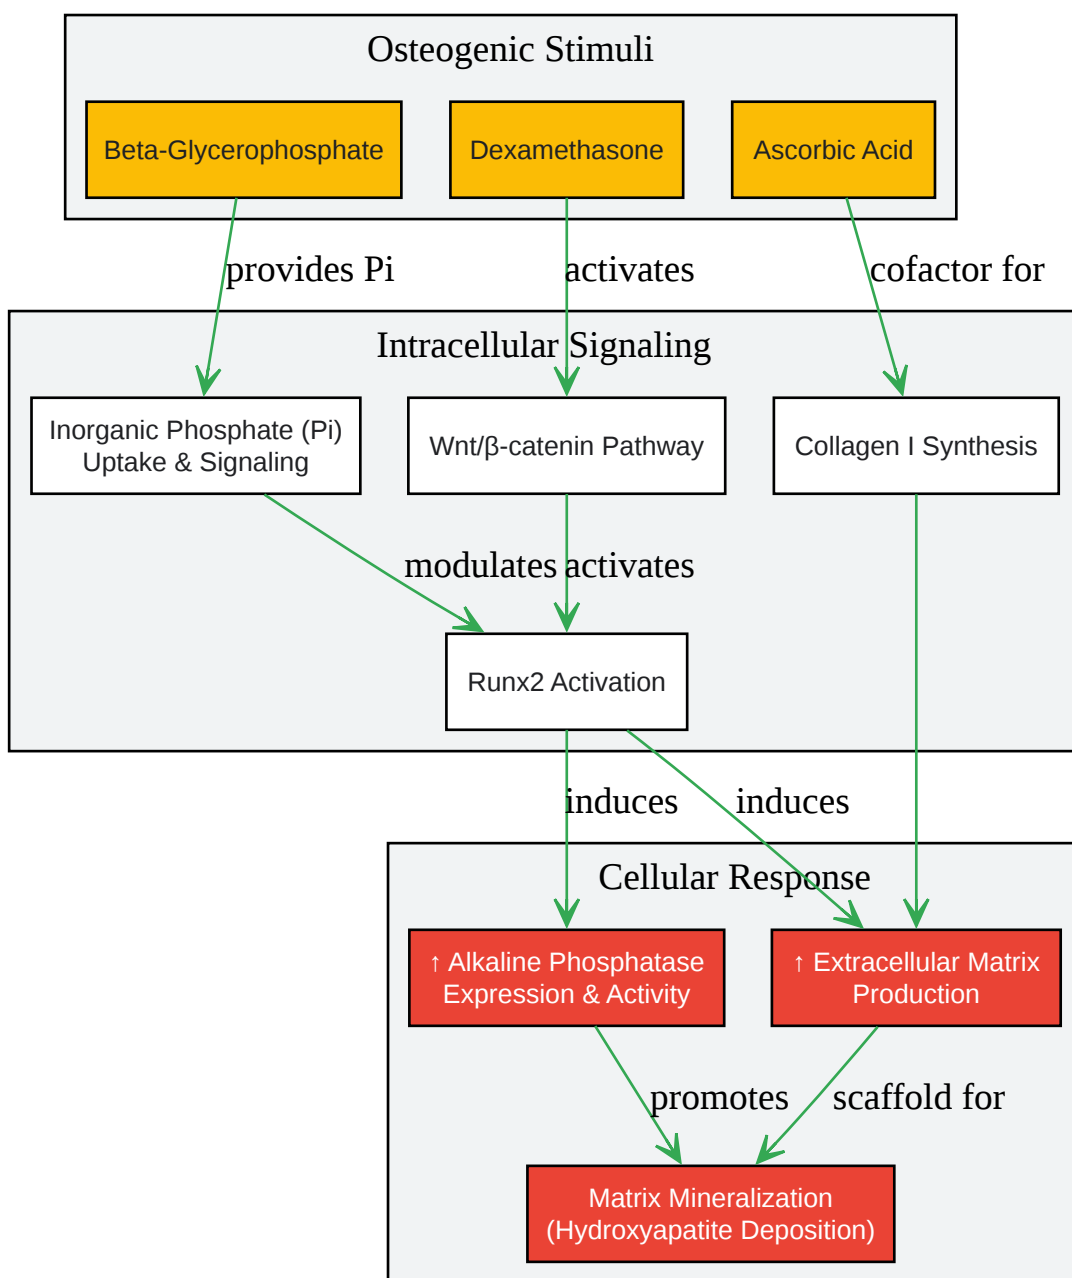 Osteogenic Stimuli
Beta-Glycerophosphate
Dexamethasone
Ascorbic Acid
provides Pi
activates
cofactor for
Intracellular Signaling
Inorganic Phosphate (Pi)
Uptake & Signaling
Wnt/β-catenin Pathway
Collagen I Synthesis
modulates
activates
Runx2 Activation
induces
induces
Cellular Response
↑ Alkaline Phosphatase
Expression & Activity
↑ Extracellular Matrix
Production
promotes
scaffold for
Matrix Mineralization
(Hydroxyapatite Deposition)